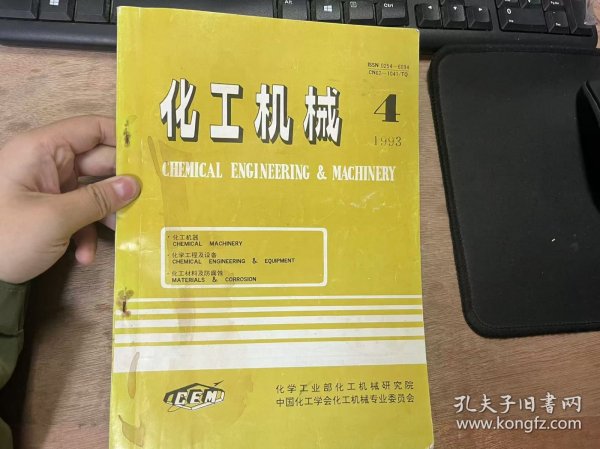 ISSN 0254-6094
CN62-1041/TQ
化工机械
4
1993
CHEMICAL ENGINEERING & MACHINERY
·化工机器
CHEMICAL MACHINERY
·化学工程及设备
CHEMICAL ENGINEERING & EQUIPMENT
·化工材料及防腐蚀
MATERIALS & CORROSION
CEM
化学工业部化工机械研究院
中国化工学会化工机械专业委员会
孔夫子旧书网
www.kongfz.com